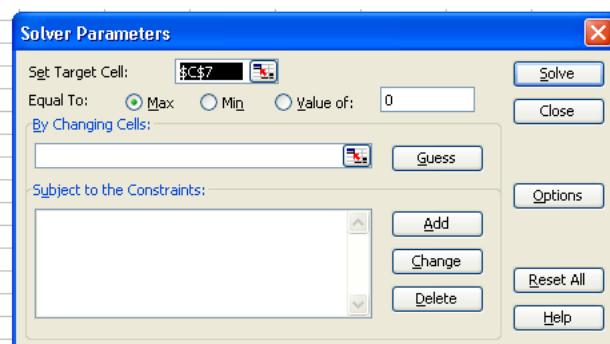 Solver Parameters
Set Target Cell: $C$7 Solve
Equal To: Max Min Value of: 0 Close
By Changing Cells:
Guess
Subject to the Constraints: Options
Add
Change
Reset All
Delete
Help